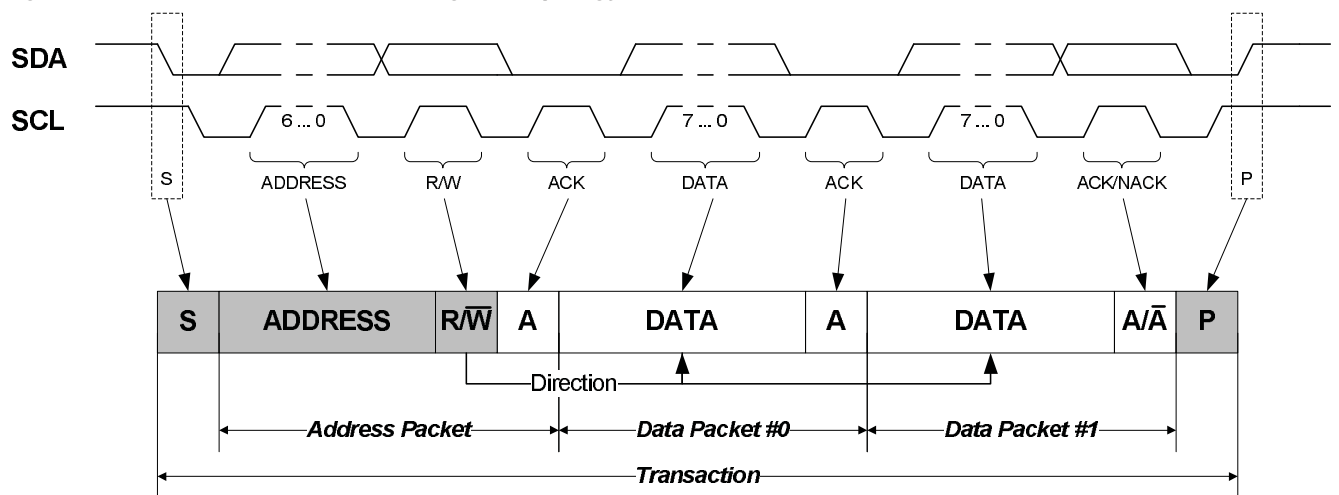 SDA
SCL
6 ... 0
7 ... 0
7 ... 0
S
ADDRESS
R/W
ACK
DATA
ACK
DATA
ACK/NACK
P
S
ADDRESS
R/W̅
A
DATA
A
DATA
A/A̅
P
Direction
Address Packet
Data Packet #0
Data Packet #1
Transaction